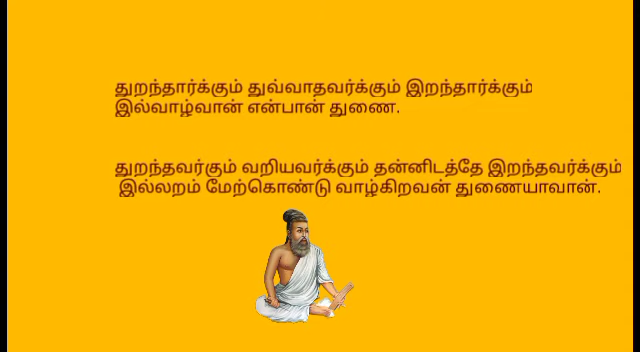 துறந்தார்க்கும் துவ்வாதவர்க்கும் இறந்தார்க்கும்
இல்வாழ்வான் என்பான் துணை.
துறந்தவர்கும் வறியவர்க்கும் தன்னிடத்தே இறந்தவர்க்கும்
இல்லறம் மேற்கொண்டு வாழ்கிறவன் துணையாவான்.